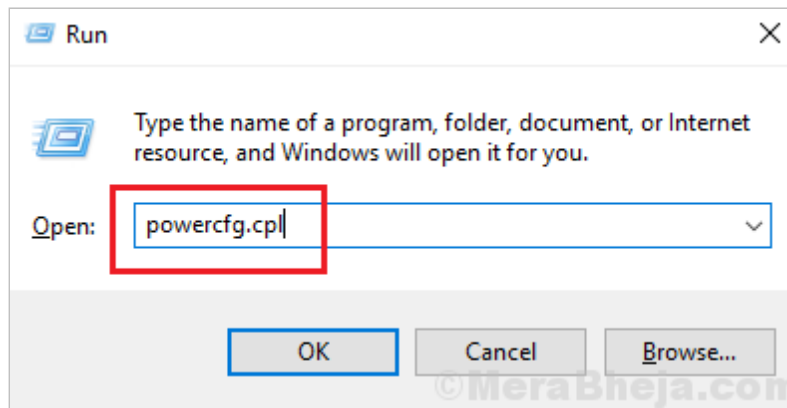 Run
Type the name of a program, folder, document, or Internet
resource, and Windows will open it for you.
Open: powercfg.cpl
OK Cancel Browse...
©MeraBheja.com